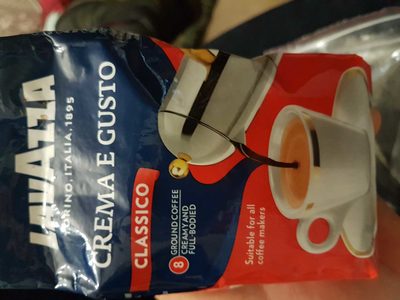 LAVAZZA
TORINO, ITALIA, 1895
CREMA E GUSTO
CLASSICO
8
GROUND COFFEE
CREAMY AND
FULL-BODIED
Suitable for all
coffee makers